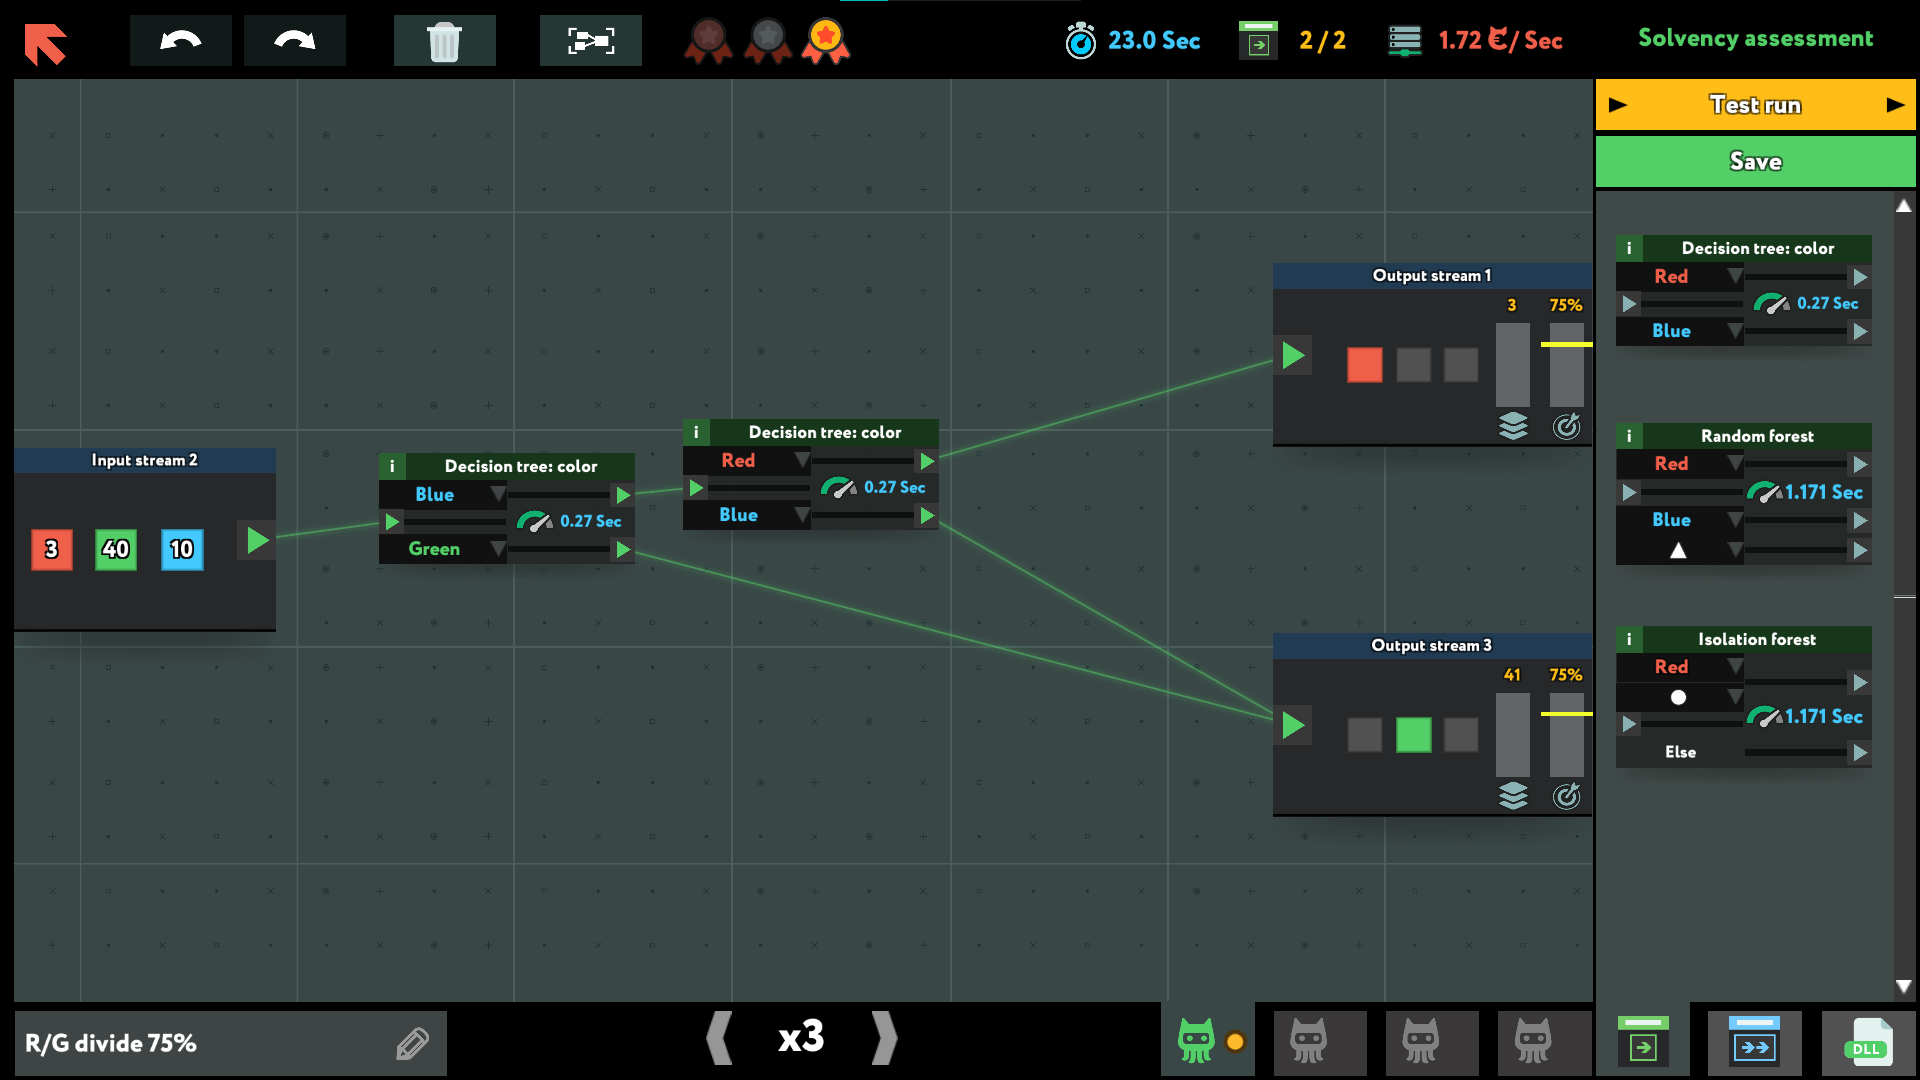 23.0 Sec
2 / 2
1.72 / Sec
Solvency assessment
Test run
Save
Input stream 2
3 40 10
i Decision tree: color
Blue
0.27 Sec
Green
i Decision tree: color
Red
0.27 Sec
Blue
Output stream 1
3 75%
Output stream 3
41 75%
i Decision tree: color
Red
0.27 Sec
Blue
i Random forest
Red
1.171 Sec
Blue
i Isolation forest
Red
1.171 Sec
Else
R/G divide 75%
x3
DLL